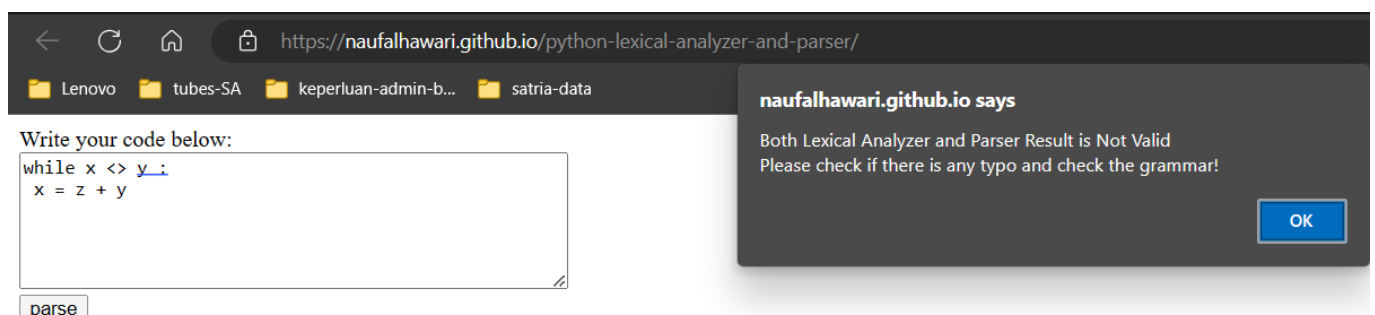 https://naufalhawari.github.io/python-lexical-analyzer-and-parser/
Lenovo tubes-SA keperluan-admin-b... satria-data
naufalhawari.github.io says
Both Lexical Analyzer and Parser Result is Not Valid
Please check if there is any typo and check the grammar!
OK
Write your code below:
while x <> y :
x = z + y
parse